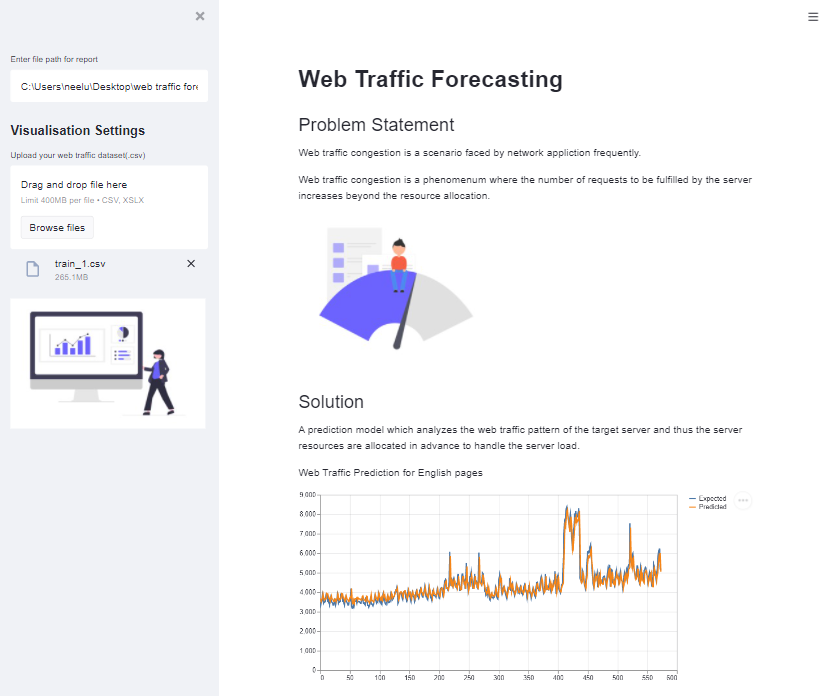 Enter file path for report
C:\Users\neelu\Desktop\web traffic fore
Visualisation Settings
Upload your web traffic dataset(.csv)
Drag and drop file here
Limit 400MB per file • CSV, XSLX
Browse files
train_1.csv
265.1MB
Web Traffic Forecasting
Problem Statement
Web traffic congestion is a scenario faced by network appliction frequently.
Web traffic congestion is a phenomenum where the number of requests to be fulfilled by the server
increases beyond the resource allocation.
Solution
A prediction model which analyzes the web traffic pattern of the target server and thus the server
resources are allocated in advance to handle the server load.
Web Traffic Prediction for English pages
9,000
8,000
7,000
6,000
5,000
4,000
3,000
2,000
1,000
0
0 50 100 150 200 250 300 350 400 450 500 550 600
Expected
Predicted